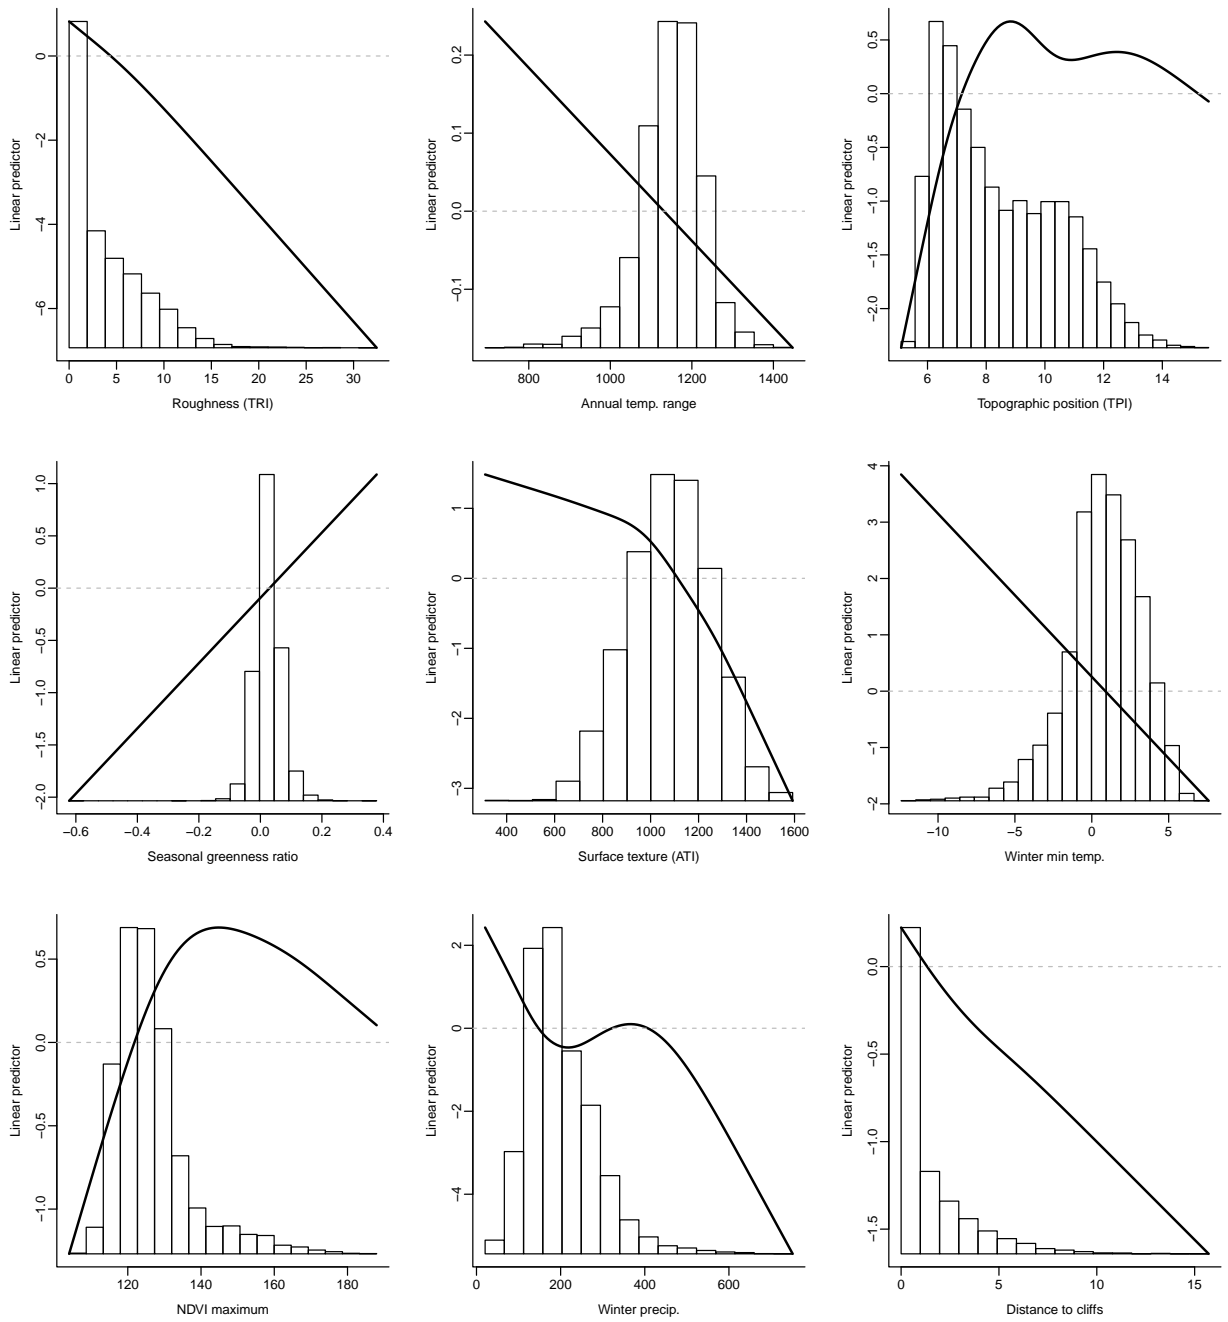 Linear predictor
0
−2
−4
−6
0 5 10 15 20 25 30
Roughness (TRI)
Linear predictor
0.2
0.1
0.0
−0.1
800 1000 1200 1400
Annual temp. range
Linear predictor
0.5
0.0
−0.5
−1.0
−1.5
−2.0
6 8 10 12 14
Topographic position (TPI)
Linear predictor
1.0
0.5
0.0
−0.5
−1.0
−1.5
−2.0
−0.6 −0.4 −0.2 0.0 0.2 0.4
Seasonal greenness ratio
Linear predictor
1
0
−1
−2
−3
400 600 800 1000 1200 1400 1600
Surface texture (ATI)
Linear predictor
4
3
2
1
0
−1
−2
−10 −5 0 5
Winter min temp.
Linear predictor
0.5
0.0
−0.5
−1.0
120 140 160 180
NDVI maximum
Linear predictor
2
0
−2
−4
0 200 400 600
Winter precip.
Linear predictor
0.0
−0.5
−1.0
−1.5
0 5 10 15
Distance to cliffs